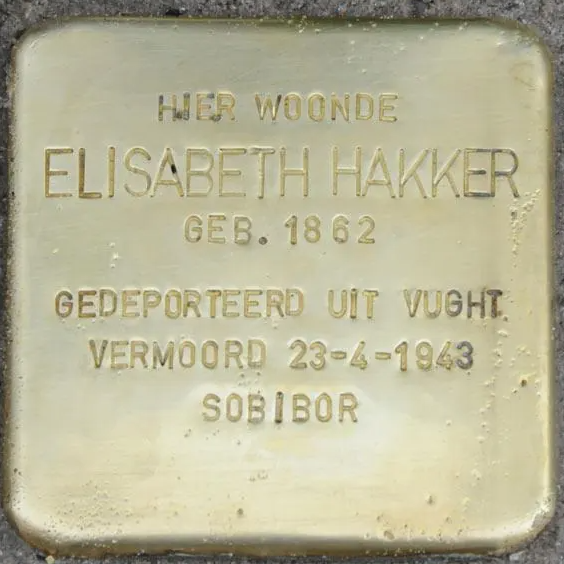 HIER WOONDE
ELISABETH HAKKER
GEB. 1862
GEDEPORTEERD UIT VUGHT
VERMOORD 23-4-1943
SOBIBOR